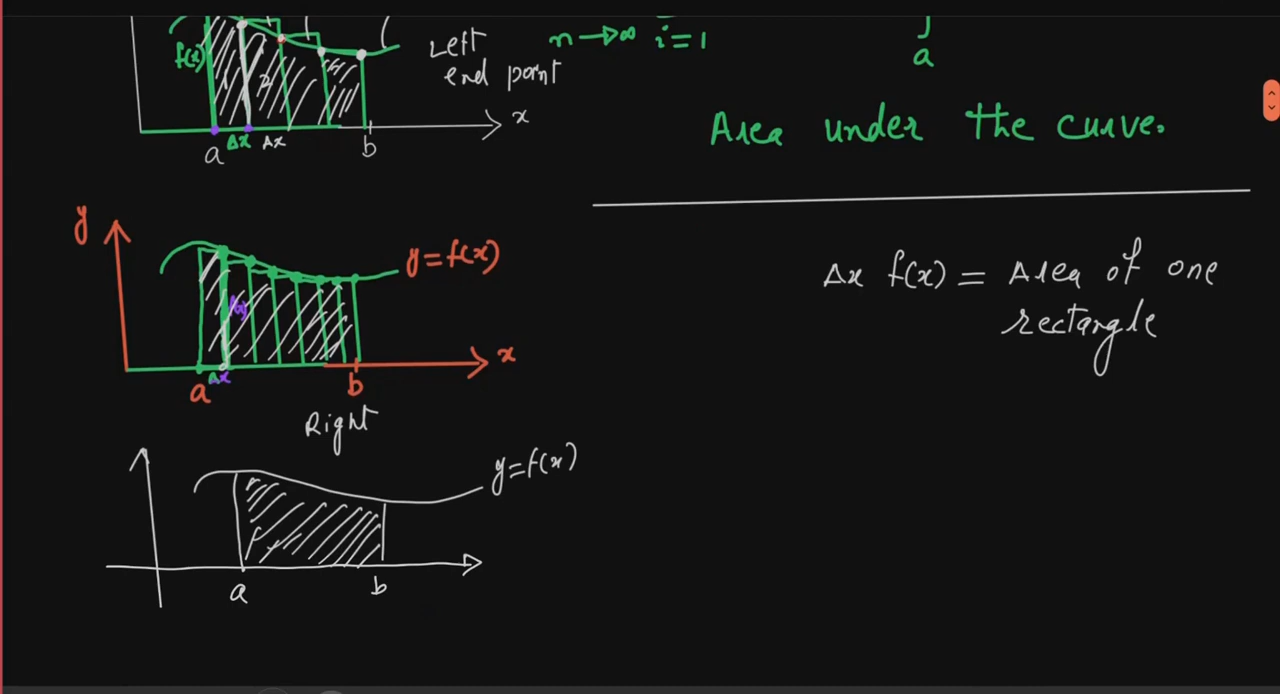 f(x)
Left
end point
x
a Δx Δx b
n→∞ i=1
a
Area under the curve.
y
y=f(x)
f(x)
x
a Δx b
Right
Δx f(x) = Area of one
rectangle
y=f(x)
a b